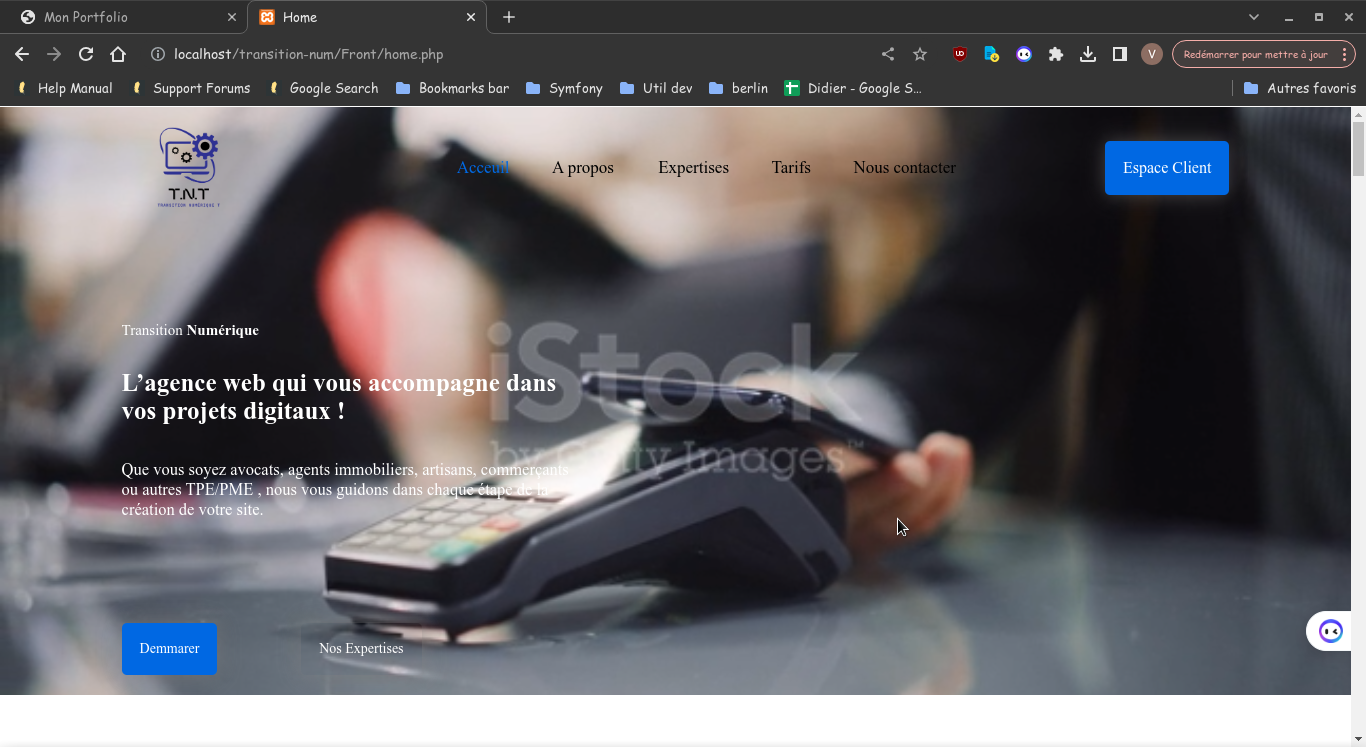 Mon Portfolio
Home
localhost/transition-num/Front/home.php
V
Redémarrer pour mettre à jour
Help Manual
Support Forums
Google Search
Bookmarks bar
Symfony
Util dev
berlin
Didier - Google S...
Autres favoris
T.N.T
TRANSITION NUMÉRIQUE T
Acceuil
A propos
Expertises
Tarifs
Nous contacter
Espace Client
Transition Numérique
iStock
by Getty Images™
L’agence web qui vous accompagne dans
vos projets digitaux !
Que vous soyez avocats, agents immobiliers, artisans, commerçants
ou autres TPE/PME , nous vous guidons dans chaque étape de la
création de votre site.
Demmarer
Nos Expertises